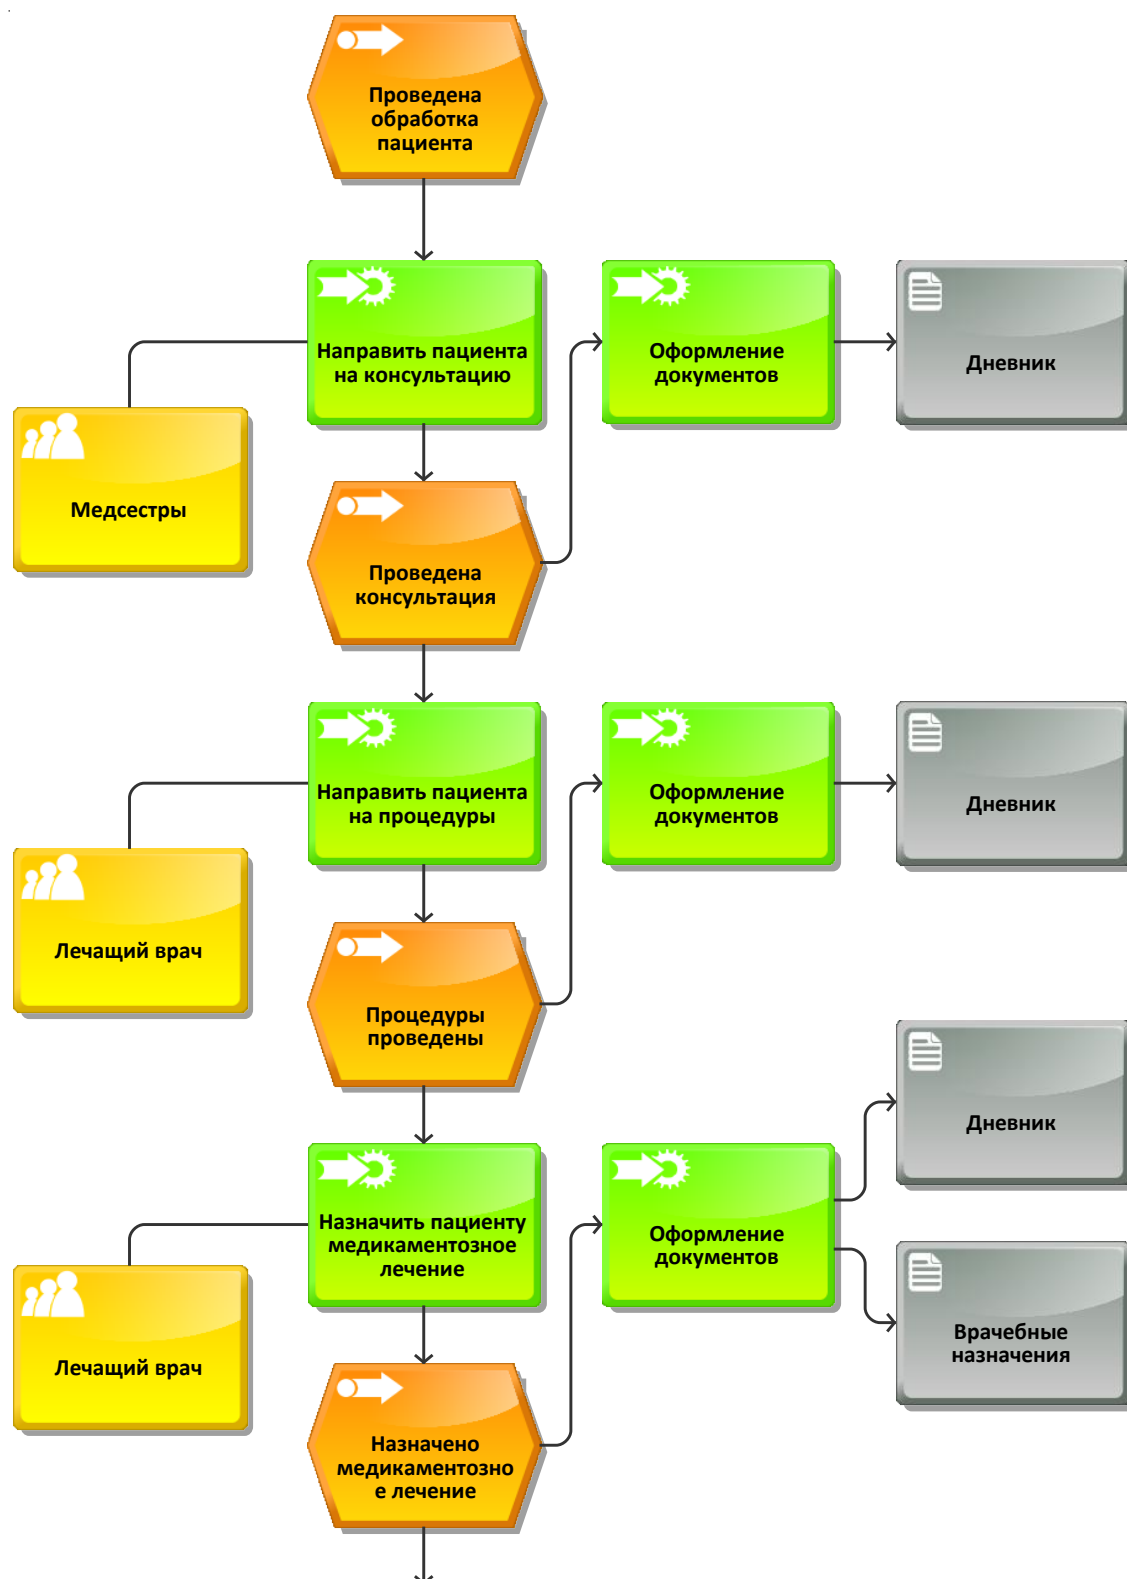 Проведена
обработка
пациента
Направить пациента
на консультацию
Оформление
документов
Дневник
Медсестры
Проведена
консультация
Направить пациента
на процедуры
Оформление
документов
Дневник
Лечащий врач
Процедуры
проведены
Дневник
Назначить пациенту
медикаментозное
лечение
Оформление
документов
Врачебные
назначения
Лечащий врач
Назначено
медикаментозно
е лечение